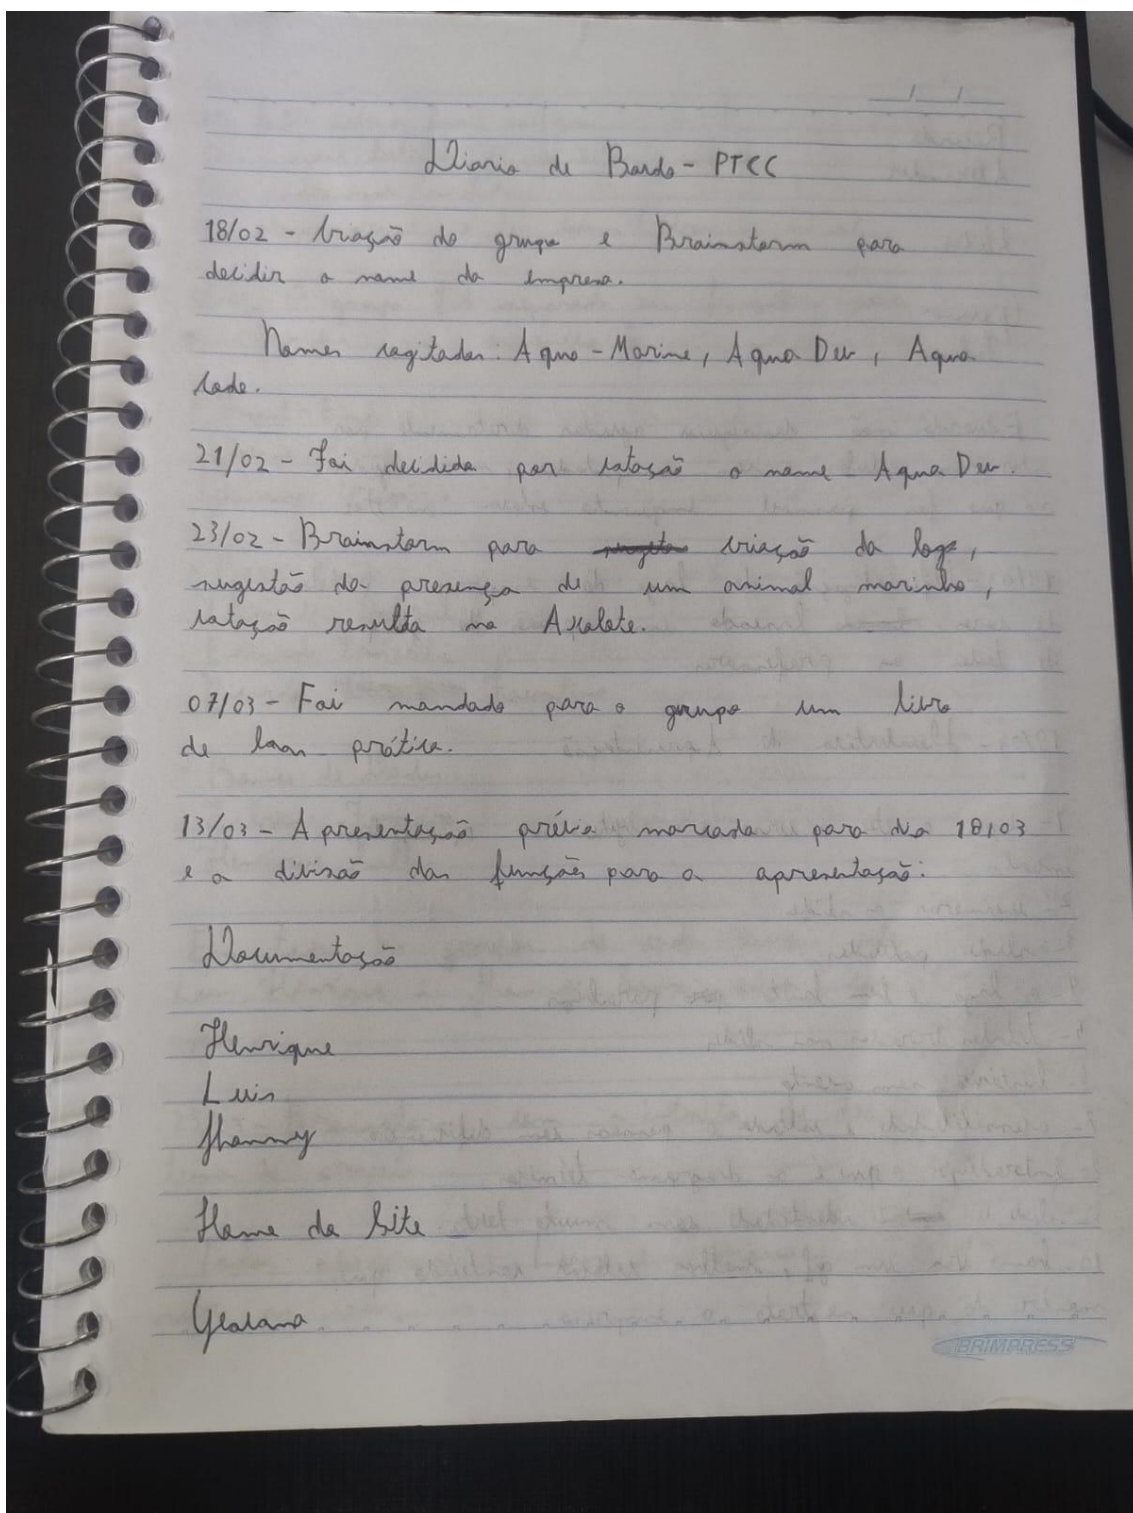 Diario de Bordo - PTCC
18/02 - Criação do grupo e Brainstorm para
decidir o nome da empresa.
Nomes cogitados: Aqua-Marine, Aqua Dev, Aqua
Code.
21/02 - Foi decidido por votação o nome Aqua Dev.
23/02 - Brainstorm para criação da logo,
sugestão da presença de um animal marinho,
votação resulta no Axolote.
07/03 - Foi mandado para o grupo um livro
de boas prática.
13/03 - Apresentação prévia marcada para dia 18/03
e a divisão das funções para a apresentação:
Documentação
Henrique
Luis
Jhonny
Home do Site
Geovana
BRIMPRESS